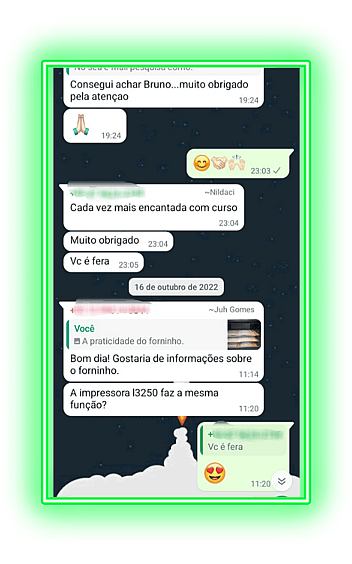 Consegui achar Bruno...muito obrigado
pela atençao
19:24
19:24
23:03
~Nildaci
Cada vez mais encantada com curso
23:04
Muito obrigado 23:04
Vc é fera 23:05
16 de outubro de 2022
~Juh Gomes
Você
A praticidade do forninho.
Bom dia! Gostaria de informações sobre
o forninho.
11:14
A impressora l3250 faz a mesma
função?
11:20
Vc é fera
11:20